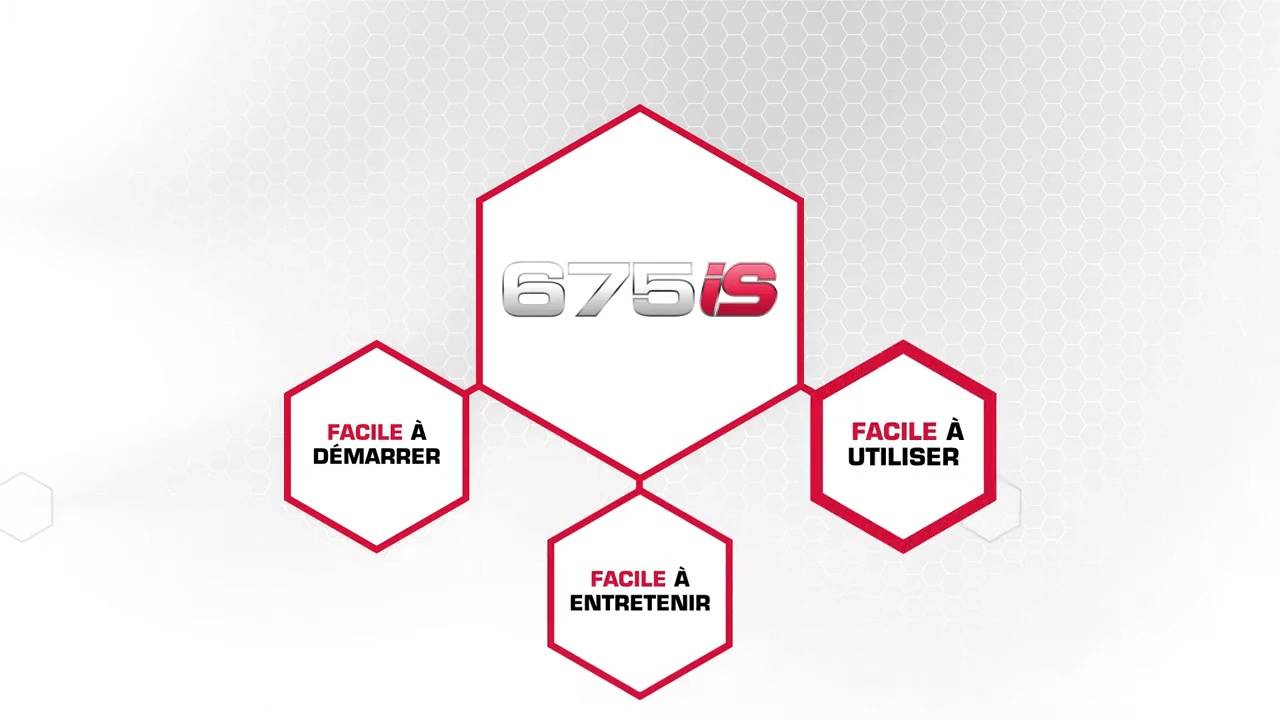 675iS
FACILE À
DÉMARRER
FACILE À
UTILISER
FACILE À
ENTRETENIR